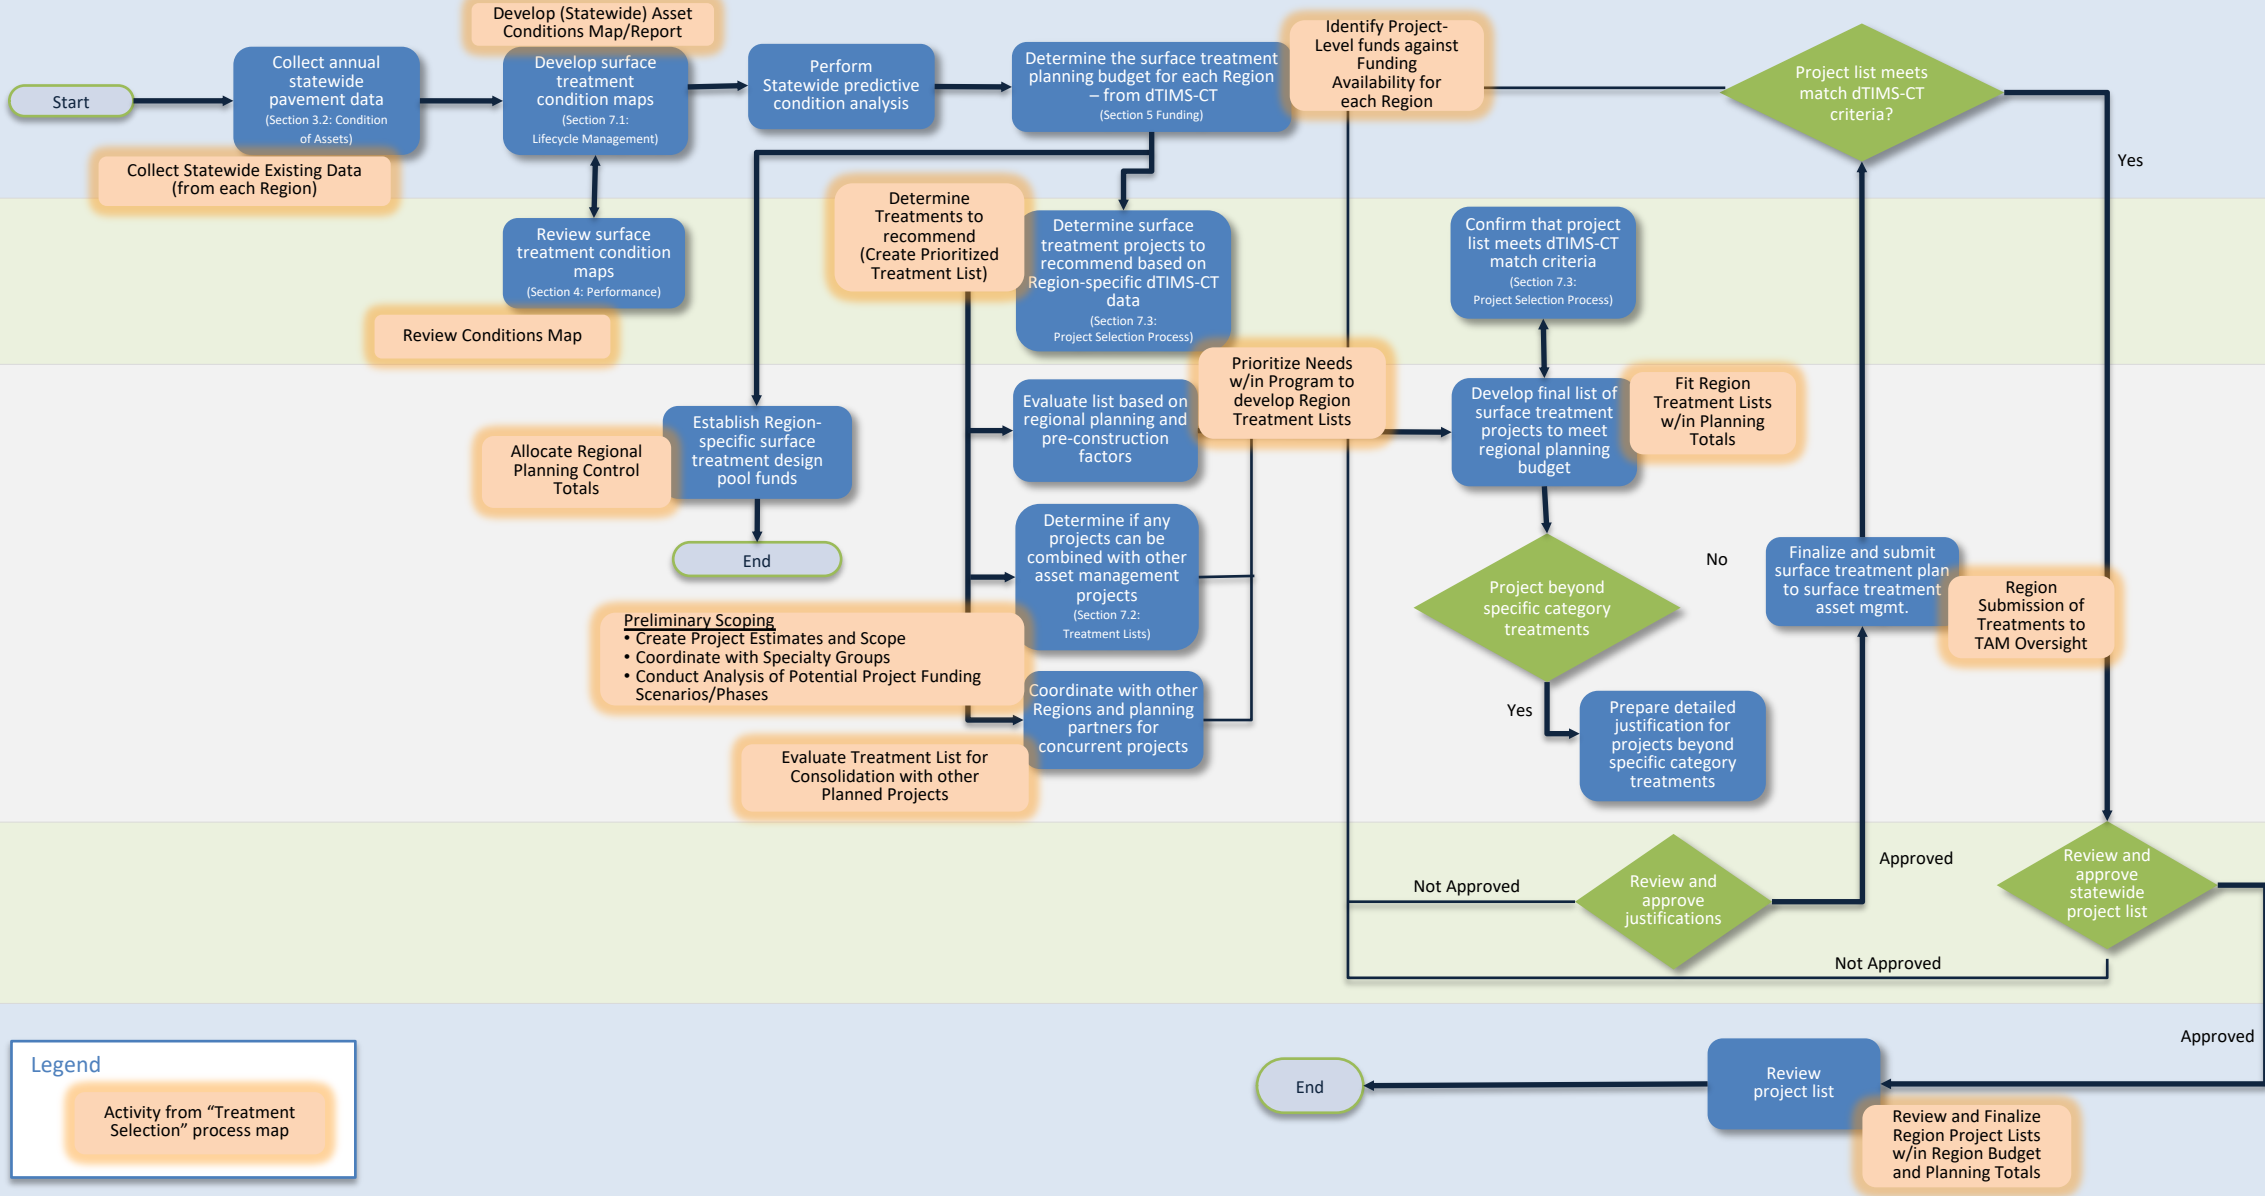 Develop (Statewide) Asset
Conditions Map/Report
Start
Collect annual
statewide
pavement data
(Section 3.2: Condition
of Assets)
Collect Statewide Existing Data
(from each Region)
Develop surface
treatment
condition maps
(Section 7.1:
Lifecycle Management)
Perform
Statewide predictive
condition analysis
Determine the surface treatment
planning budget for each Region
– from dTIMS-CT
(Section 5 Funding)
Identify Project-
Level funds against
Funding
Availability for
each Region
Project list meets
match dTIMS-CT
criteria?
Yes
Review surface
treatment condition
maps
(Section 4: Performance)
Review Conditions Map
Determine
Treatments to
recommend
(Create Prioritized
Treatment List)
Determine surface
treatment projects to
recommend based on
Region-specific dTIMS-CT
data
(Section 7.3:
Project Selection Process)
Confirm that project
list meets dTIMS-CT
match criteria
(Section 7.3:
Project Selection Process)
Prioritize Needs
w/in Program to
develop Region
Treatment Lists
Allocate Regional
Planning Control
Totals
Establish Region-
specific surface
treatment design
pool funds
End
Evaluate list based on
regional planning and
pre-construction
factors
Develop final list of
surface treatment
projects to meet
regional planning
budget
Fit Region
Treatment Lists
w/in Planning
Totals
Determine if any
projects can be
combined with other
asset management
projects
(Section 7.2:
Treatment Lists)
Project beyond
specific category
treatments
No
Finalize and submit
surface treatment plan
to surface treatment
asset mgmt.
Region
Submission of
Treatments to
TAM Oversight
Preliminary Scoping
• Create Project Estimates and Scope
• Coordinate with Specialty Groups
• Conduct Analysis of Potential Project Funding
Scenarios/Phases
Coordinate with other
Regions and planning
partners for
concurrent projects
Evaluate Treatment List for
Consolidation with other
Planned Projects
Yes
Prepare detailed
justification for
projects beyond
specific category
treatments
Not Approved
Review and
approve
justifications
Approved
Review and
approve
statewide
project list
Not Approved
Approved
Legend
Activity from “Treatment
Selection” process map
End
Review
project list
Review and Finalize
Region Project Lists
w/in Region Budget
and Planning Totals